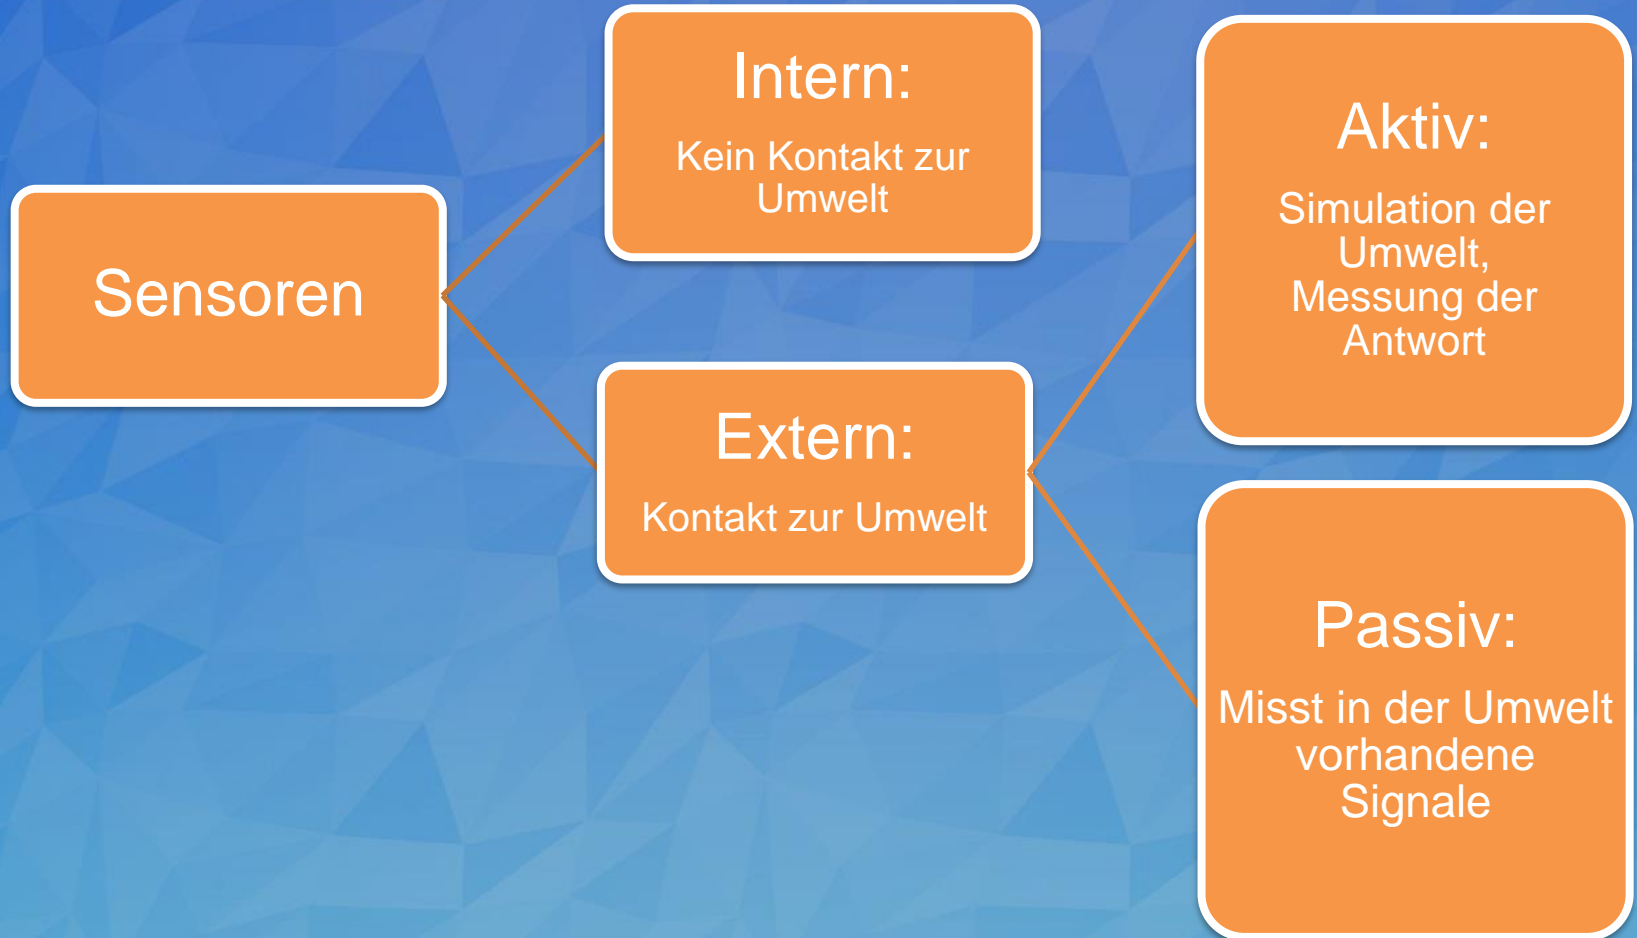 Sensoren
Intern:
Kein Kontakt zur
Umwelt
Extern:
Kontakt zur Umwelt
Aktiv:
Simulation der
Umwelt,
Messung der
Antwort
Passiv:
Misst in der Umwelt
vorhandene
Signale